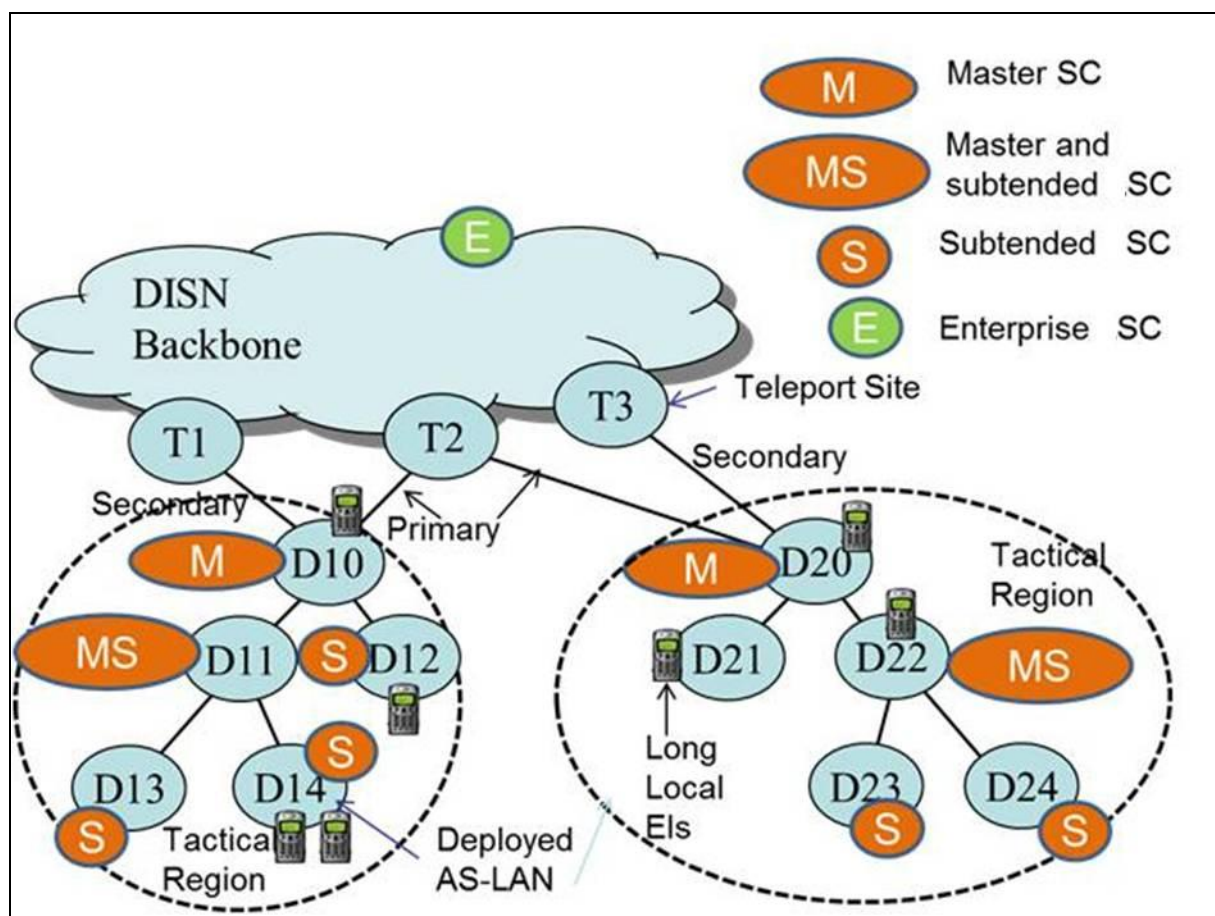 M
Master SC
MS
Master and
subtended .SC
S
Subtended SC
E
Enterprise SC
E
DISN
Backbone
Teleport Site
T1
T2
T3
Secondary
Secondary
Primary
M
D10
MS
D11
S
D12
D13
S
D14
S
Tactical
Region
Deployed
AS-LAN
M
D20
Tactical
Region
D21
D22
MS
Long
Local
EIs
D23
S
D24
S